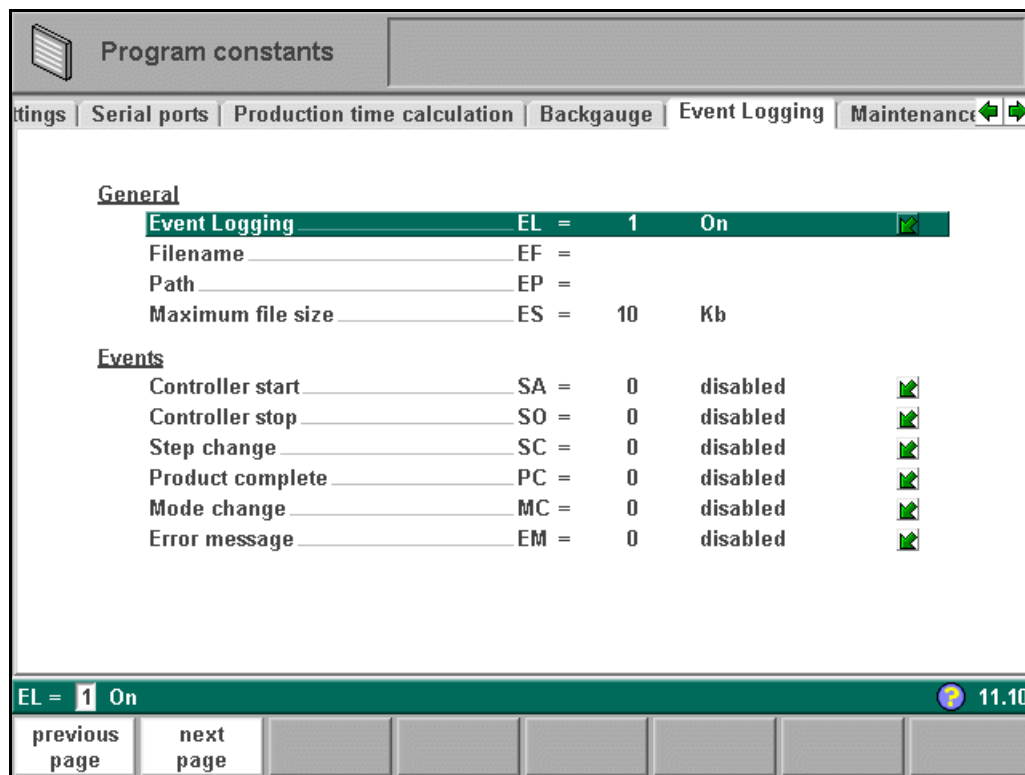 Program constants
ttings Serial ports Production time calculation Backgauge Event Logging Maintenance
General
Event Logging EL = 1 On
Filename EF =
Path EP =
Maximum file size ES = 10 Kb
Events
Controller start SA = 0 disabled
Controller stop SO = 0 disabled
Step change SC = 0 disabled
Product complete PC = 0 disabled
Mode change MC = 0 disabled
Error message EM = 0 disabled
EL = 1 On ? 11.10
previous page next page